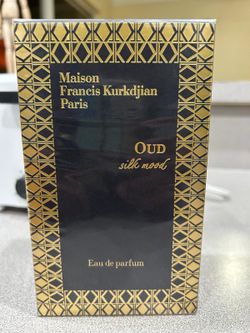 Maison
Francis Kurkdjian
Paris
OUD
silk mood
Eau de parfum